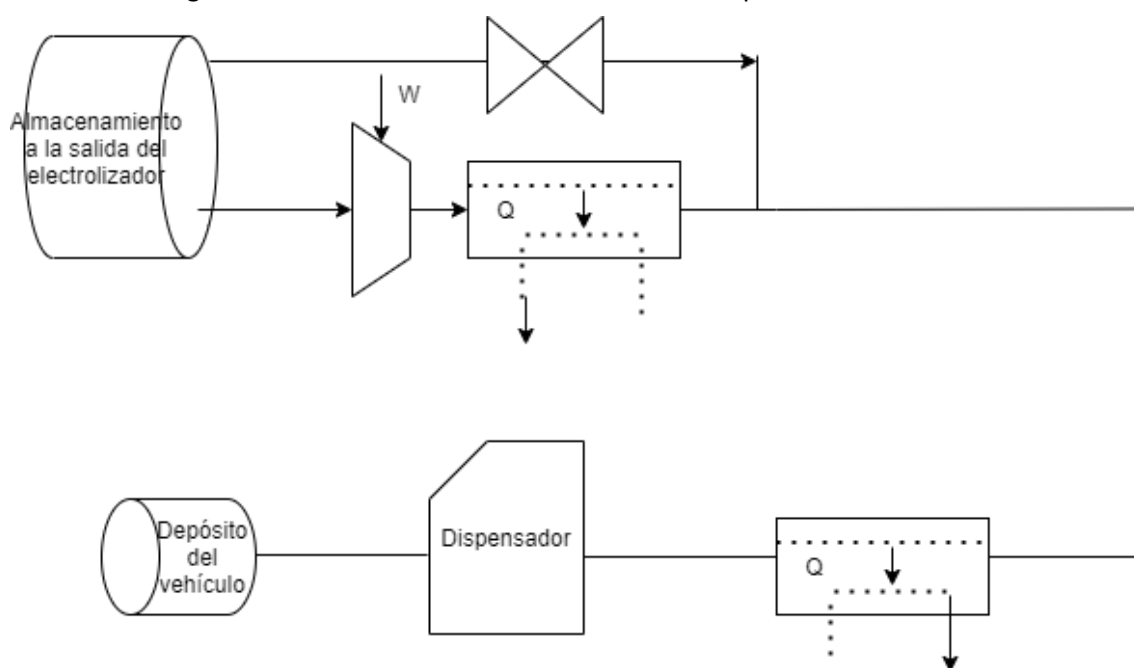 W
Almacenamiento
a la salida del
electrolizador
Q
Depósito
del
vehículo
Dispensador
Q